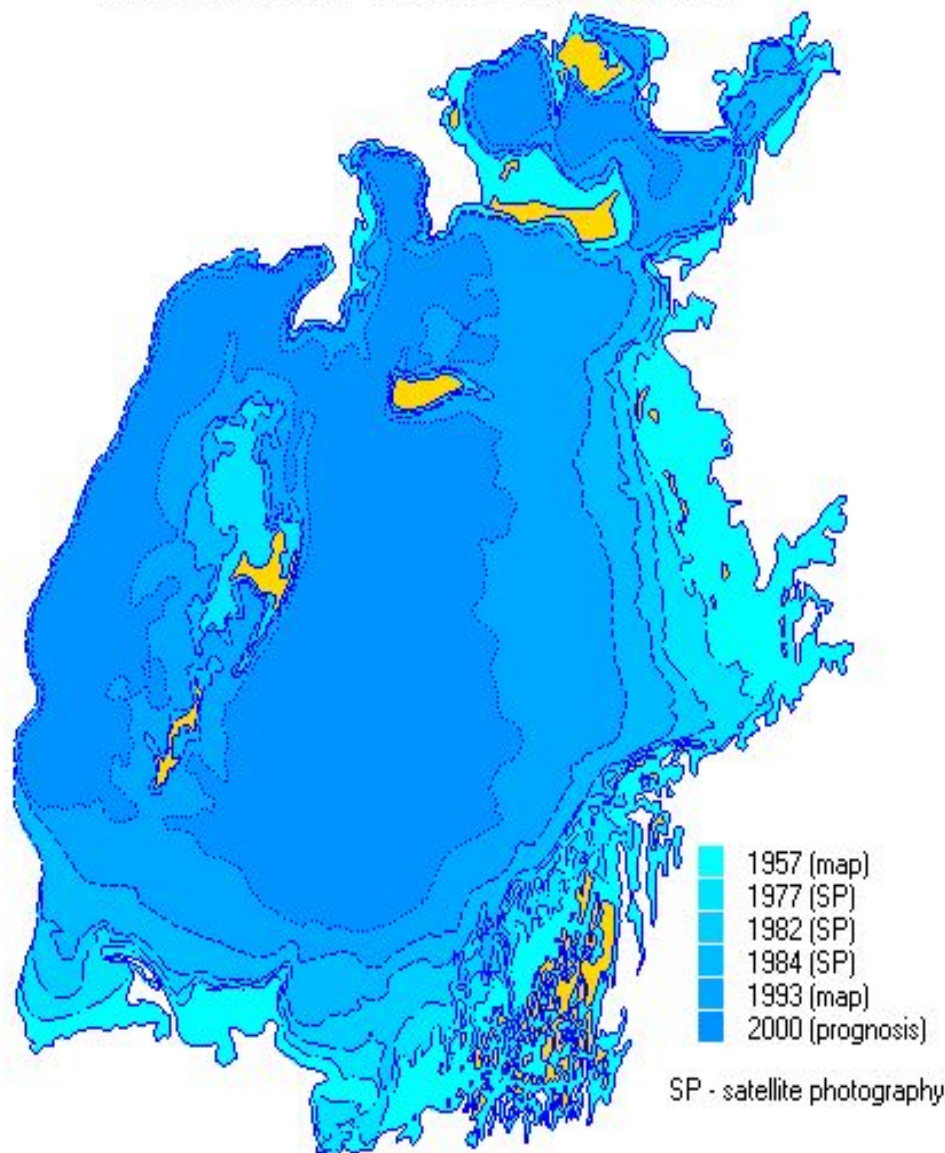 1957 (map)
1977 (SP)
1982 (SP)
1984 (SP)
1993 (map)
2000 (prognosis)
SP - satellite photography